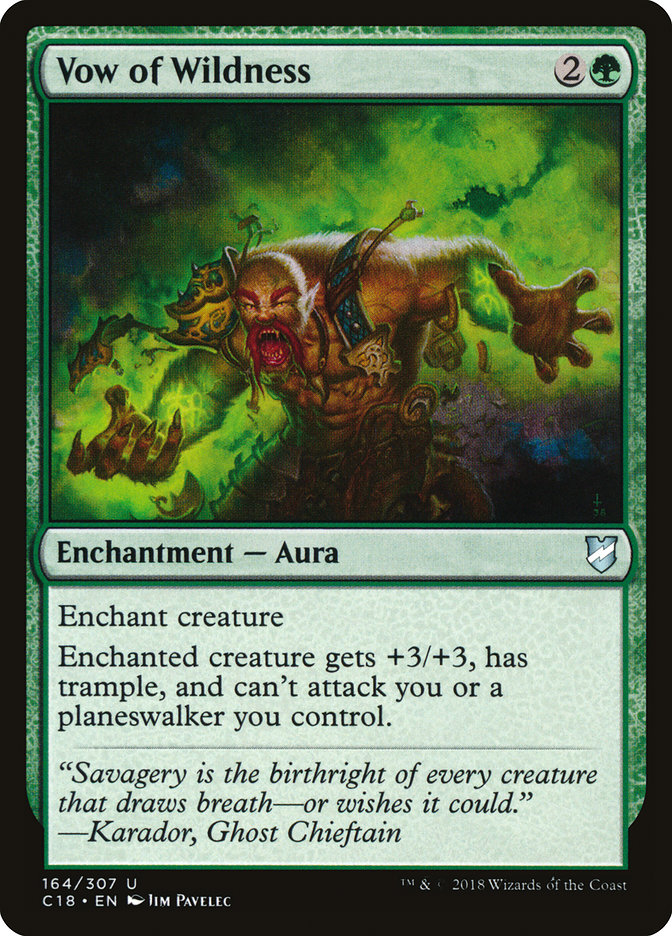 Vow of Wildness 2
Enchantment — Aura
Enchant creature
Enchanted creature gets +3/+3, has
trample, and can't attack you or a
planeswalker you control.
“Savagery is the birthright of every creature
that draws breath—or wishes it could.”
—Karador, Ghost Chieftain
164/307 U
™ & © 2018 Wizards of the Coast
C18 • EN Jim Pavelec